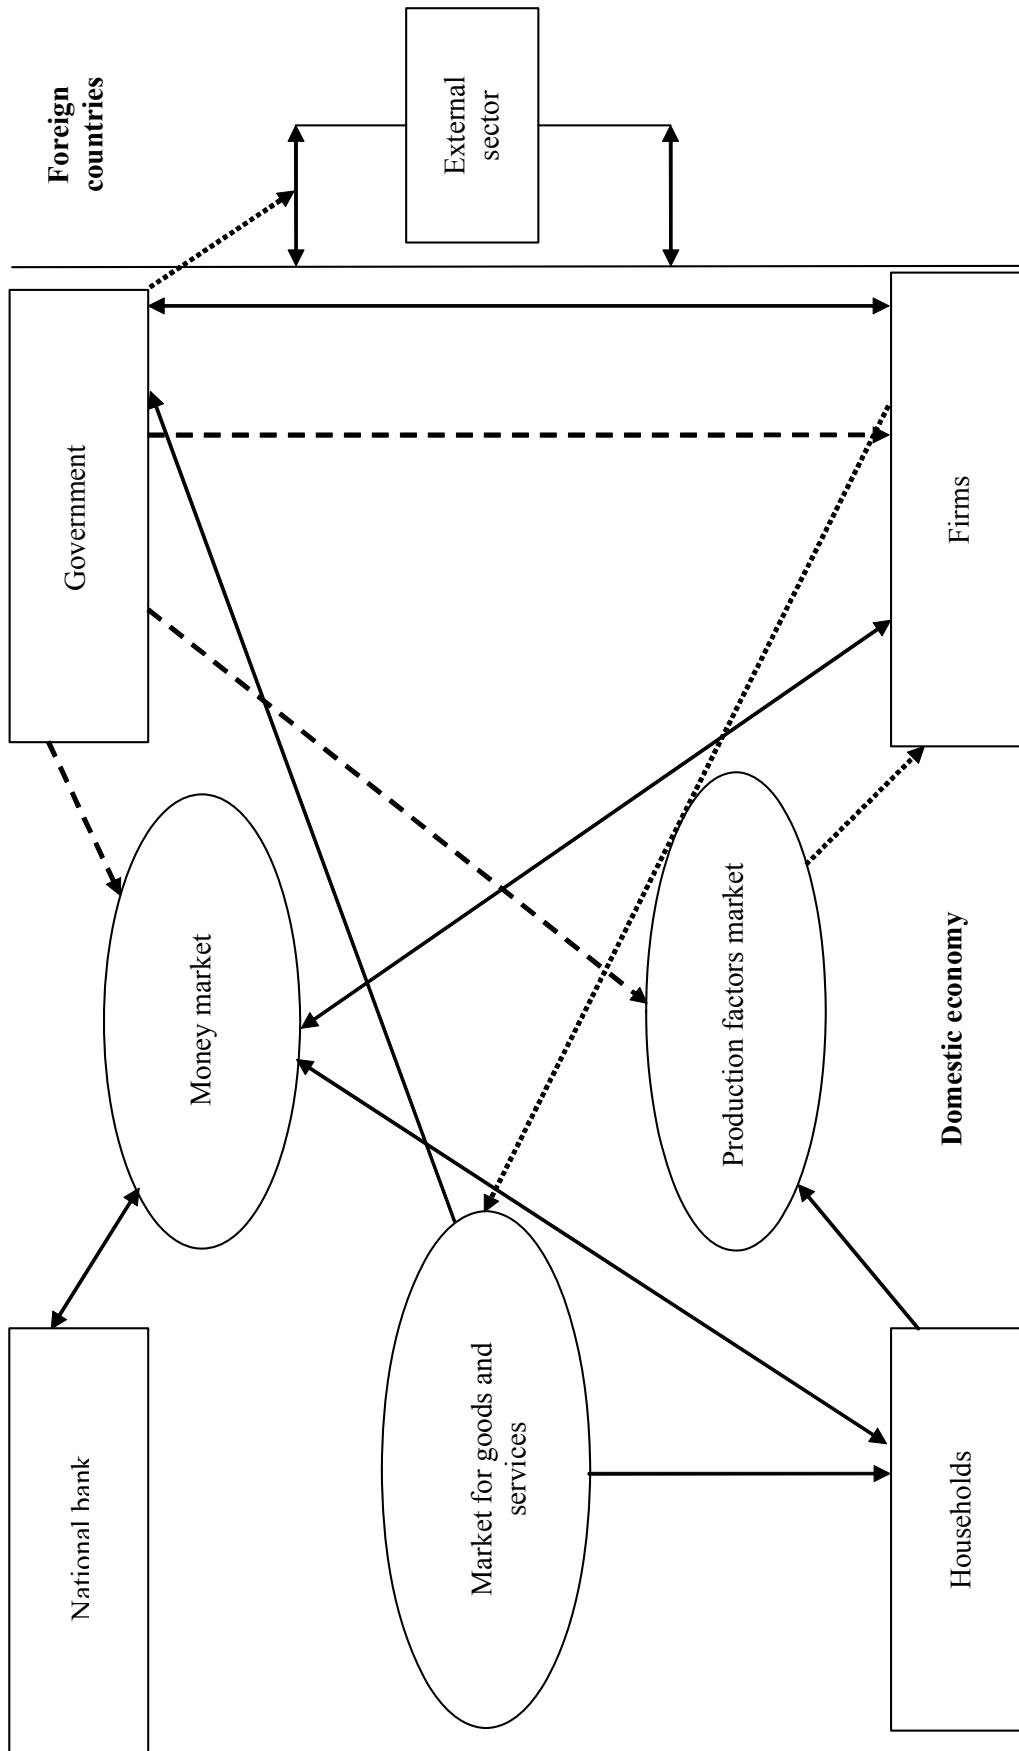 National bank
Money market
Government
Foreign
countries
Market for goods and
services
External
sector
Production factors market
Households
Domestic economy
Firms